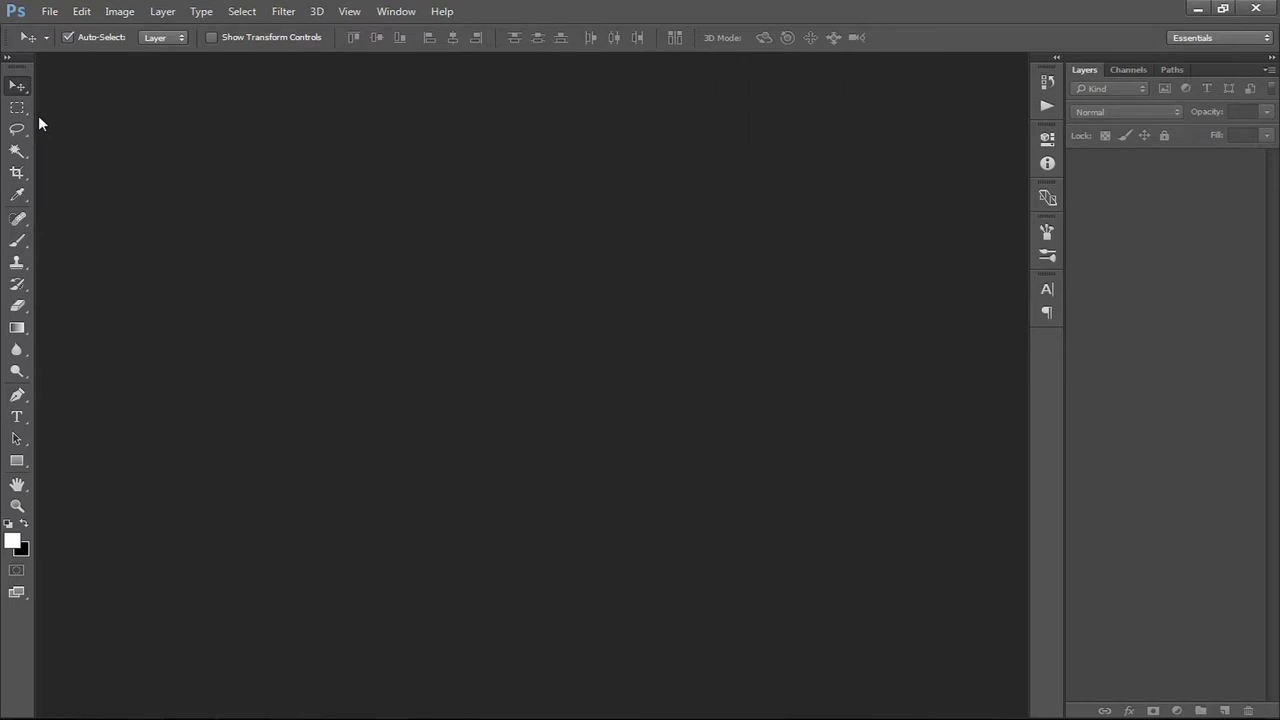 Ps File Edit Image Layer Type Select Filter 3D View Window Help
Auto-Select: Layer Show Transform Controls 3D Mode: Essentials
Layers Channels Paths
Kind T
Normal Opacity:
Lock: Fill:
A
¶
T